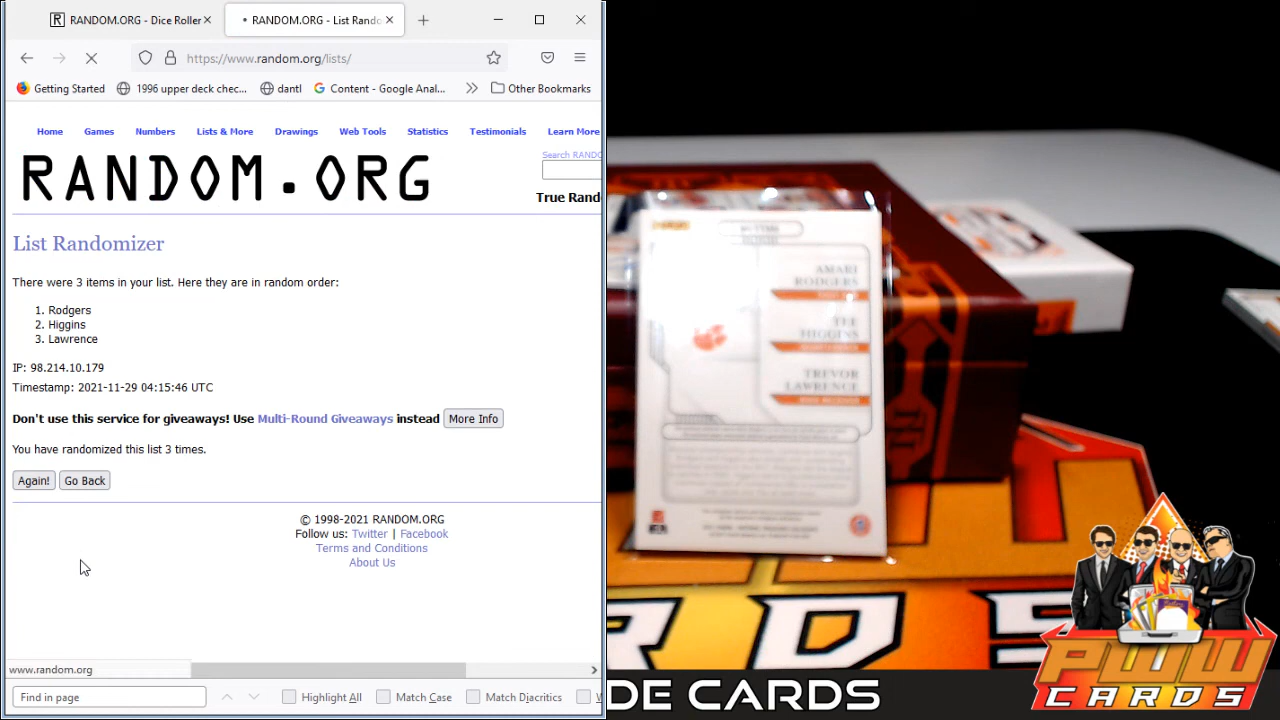 RANDOM.ORG - Dice Roller
RANDOM.ORG - List Rando
https://www.random.org/lists/
Getting Started
1996 upper deck chec...
dantl
Content - Google Anal...
Other Bookmarks
Home
Games
Numbers
Lists & More
Drawings
Web Tools
Statistics
Testimonials
Learn More
Search RANDO
RANDOM.ORG
True Rand
List Randomizer
There were 3 items in your list. Here they are in random order:
1. Rodgers
2. Higgins
3. Lawrence
IP: 98.214.10.179
Timestamp: 2021-11-29 04:15:46 UTC
Don't use this service for giveaways! Use Multi-Round Giveaways instead More Info
You have randomized this list 3 times.
Again! Go Back
© 1998-2021 RANDOM.ORG
Follow us: Twitter | Facebook
Terms and Conditions
About Us
www.random.org
Find in page
Highlight All
Match Case
Match Diacritics
AMARI
RODGERS
TEE
HIGGINS
TREVOR
LAWRENCE
RDS
DE CARDS
PWW
CARDS